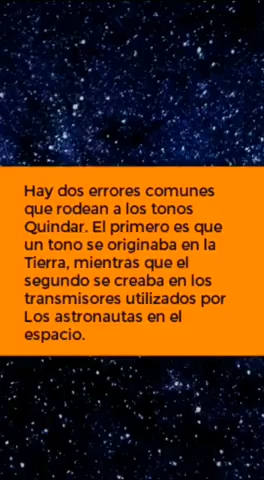 Hay dos errores comunes
que rodean a los tonos
Quindar. El primero es que
un tono se originaba en la
Tierra, mientras que el
segundo se creaba en los
transmisores utilizados por
Los astronautas en el
espacio.